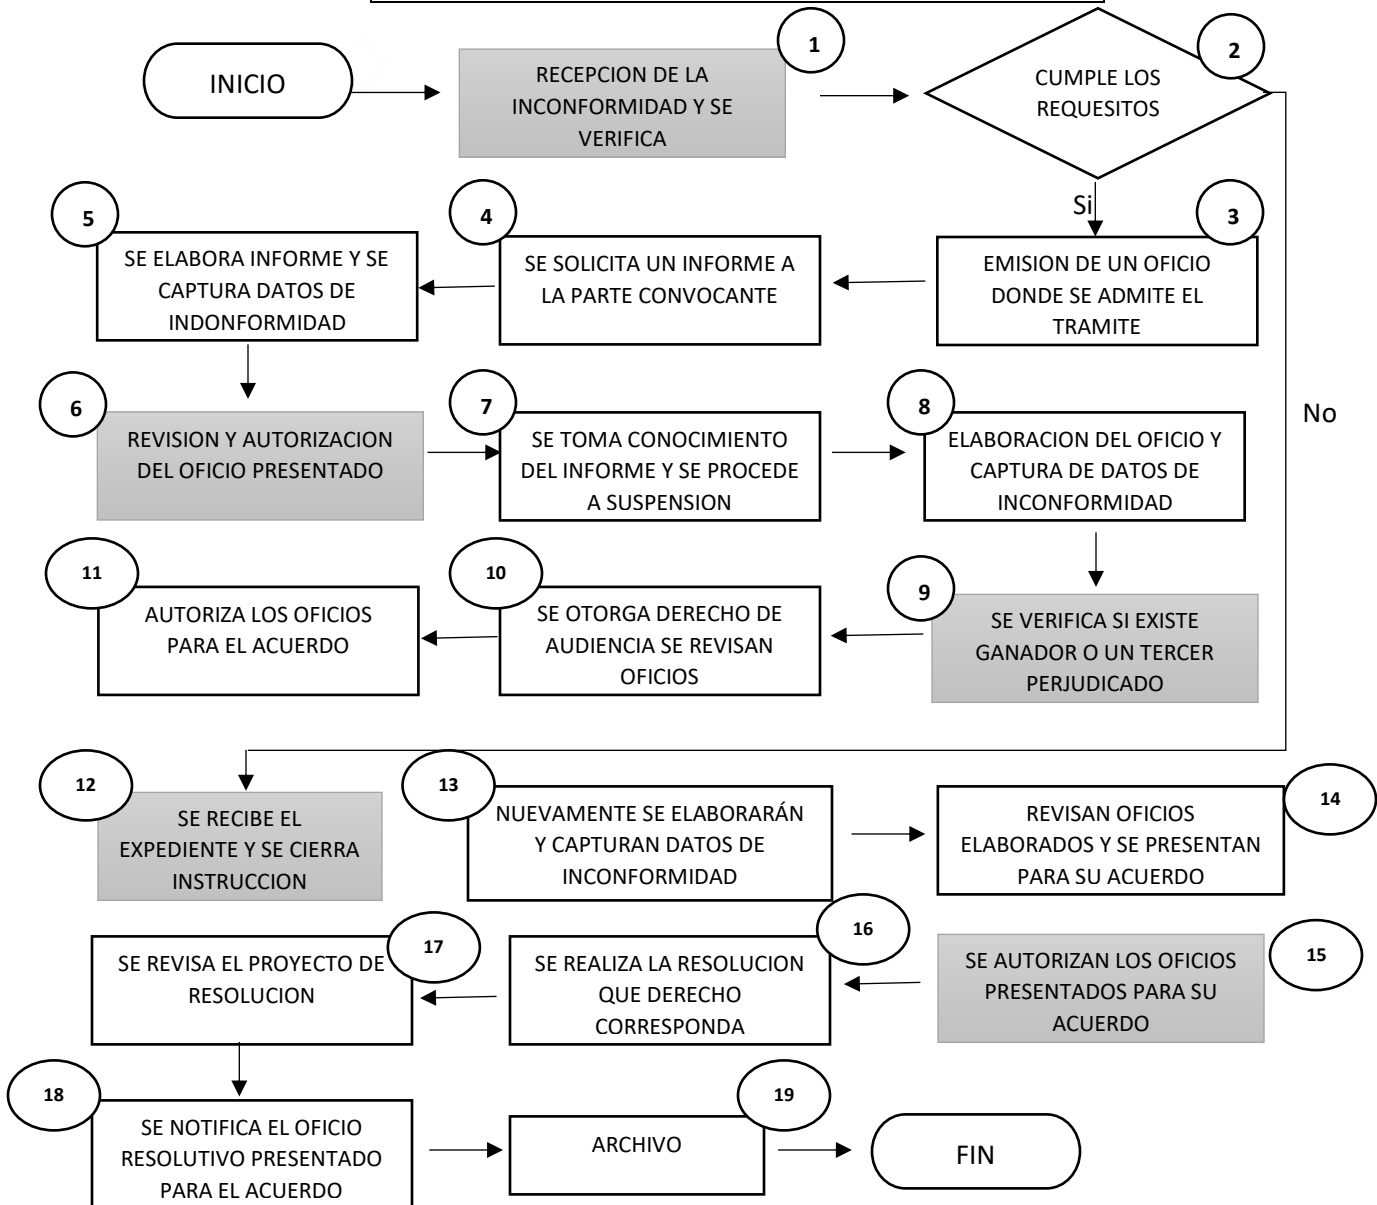 INICIO
1
RECEPCION DE LA
INCONFORMIDAD Y SE
VERIFICA
2
CUMPLE LOS
REQUESITOS
Si
No
3
EMISION DE UN OFICIO
DONDE SE ADMITE EL
TRAMITE
4
SE SOLICITA UN INFORME A
LA PARTE CONVOCANTE
5
SE ELABORA INFORME Y SE
CAPTURA DATOS DE
INDONFORMIDAD
6
REVISION Y AUTORIZACION
DEL OFICIO PRESENTADO
7
SE TOMA CONOCIMIENTO
DEL INFORME Y SE PROCEDE
A SUSPENSION
8
ELABORACION DEL OFICIO Y
CAPTURA DE DATOS DE
INCONFORMIDAD
9
SE VERIFICA SI EXISTE
GANADOR O UN TERCER
PERJUDICADO
10
SE OTORGA DERECHO DE
AUDIENCIA SE REVISAN
OFICIOS
11
AUTORIZA LOS OFICIOS
PARA EL ACUERDO
12
SE RECIBE EL
EXPEDIENTE Y SE CIERRA
INSTRUCCION
13
NUEVAMENTE SE ELABORARÁN
Y CAPTURAN DATOS DE
INCONFORMIDAD
14
REVISAN OFICIOS
ELABORADOS Y SE PRESENTAN
PARA SU ACUERDO
15
SE AUTORIZAN LOS OFICIOS
PRESENTADOS PARA SU
ACUERDO
16
SE REALIZA LA RESOLUCION
QUE DERECHO
CORRESPONDA
17
SE REVISA EL PROYECTO DE
RESOLUCION
18
SE NOTIFICA EL OFICIO
RESOLUTIVO PRESENTADO
PARA EL ACUERDO
19
ARCHIVO
FIN